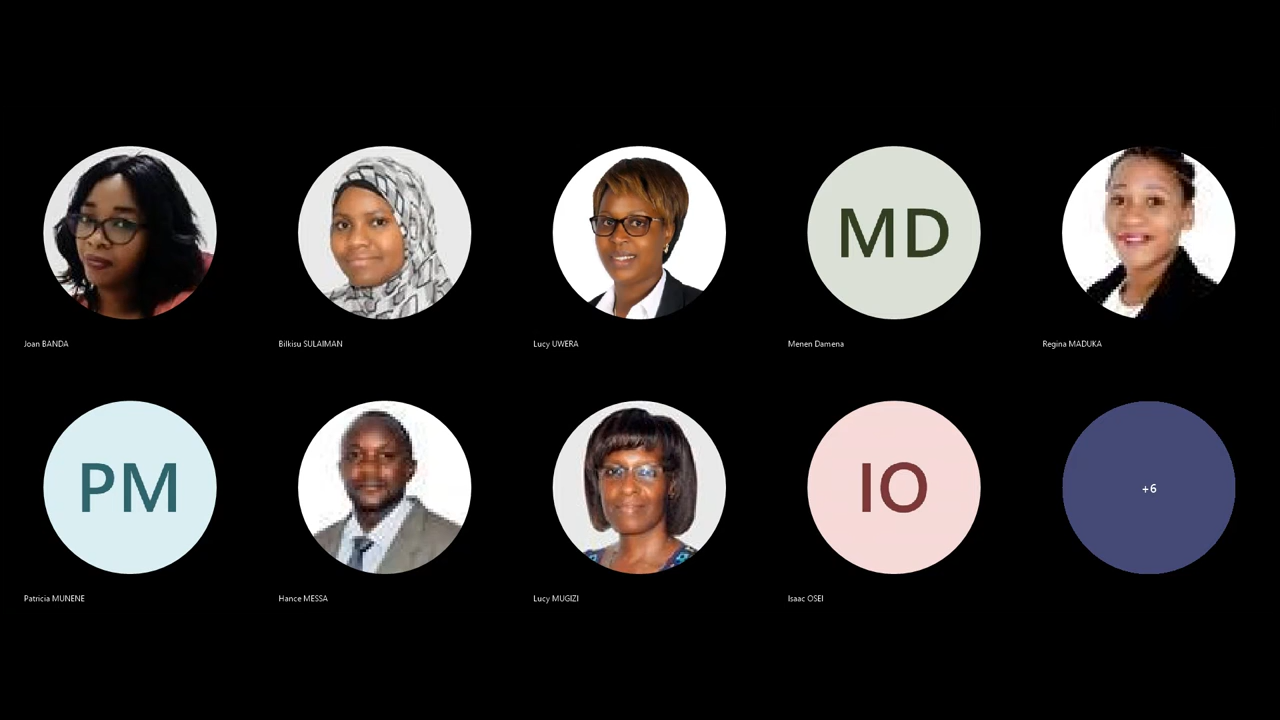 MD
Joan BANDA
Bilkisu SULAIMAN
Lucy UWERA
Menen Damena
Regina MADUKA
PM
IO
+6
Patricia MUNENE
Hance MESSA
Lucy MUGIZI
Isaac OSEI